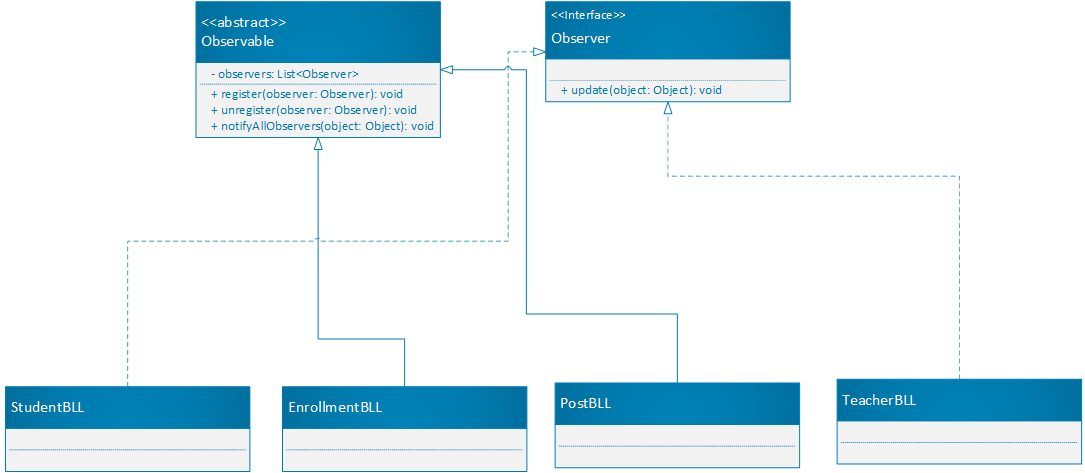 <<abstract>>
Observable
- observers: List<Observer>
+ register(observer: Observer): void
+ unregister(observer: Observer): void
+ notifyAllObservers(object: Object): void
<<Interface>>
Observer
+ update(object: Object): void
StudentBLL
EnrollmentBLL
PostBLL
TeacherBLL